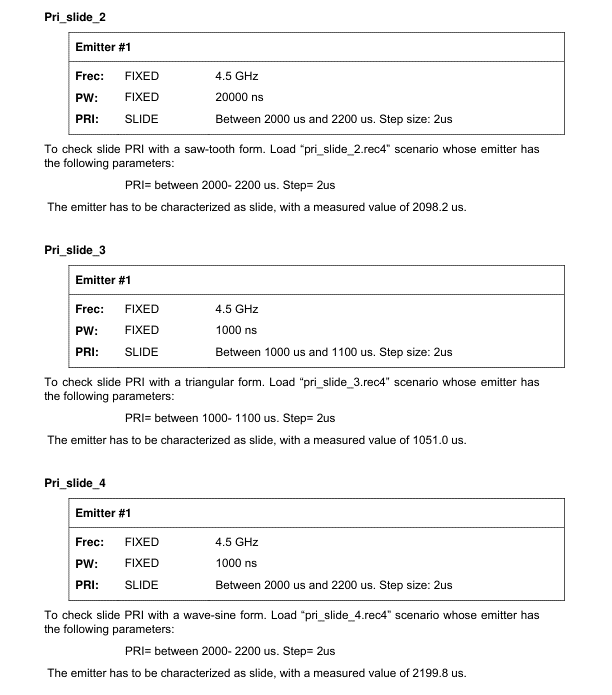 Pri_slide_2
Emitter #1
Frec: FIXED 4.5 GHz
PW: FIXED 20000 ns
PRI: SLIDE Between 2000 us and 2200 us. Step size: 2us
To check slide PRI with a saw-tooth form. Load “pri_slide_2.rec4” scenario whose emitter has
the following parameters:
PRI= between 2000- 2200 us. Step= 2us
The emitter has to be characterized as slide, with a measured value of 2098.2 us.
Pri_slide_3
Emitter #1
Frec: FIXED 4.5 GHz
PW: FIXED 1000 ns
PRI: SLIDE Between 1000 us and 1100 us. Step size: 2us
To check slide PRI with a triangular form. Load “pri_slide_3.rec4” scenario whose emitter has
the following parameters:
PRI= between 1000- 1100 us. Step= 2us
The emitter has to be characterized as slide, with a measured value of 1051.0 us.
Pri_slide_4
Emitter #1
Frec: FIXED 4.5 GHz
PW: FIXED 1000 ns
PRI: SLIDE Between 2000 us and 2200 us. Step size: 2us
To check slide PRI with a wave-sine form. Load “pri_slide_4.rec4” scenario whose emitter has
the following parameters:
PRI= between 2000- 2200 us. Step= 2us
The emitter has to be characterized as slide, with a measured value of 2199.8 us.